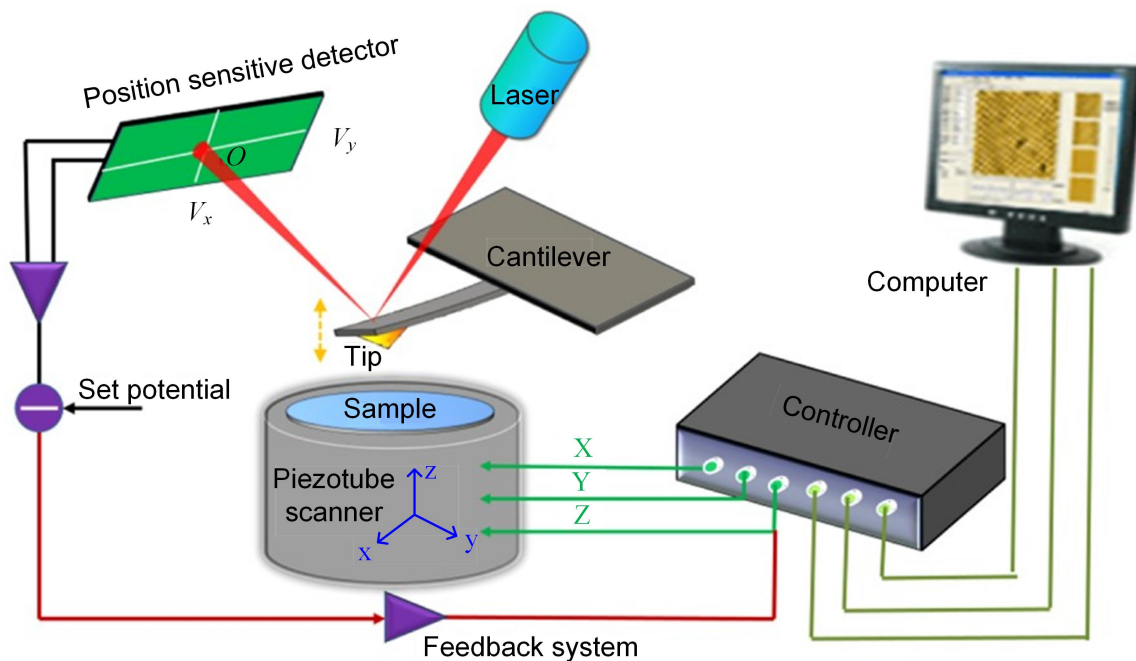 Position sensitive detector
Laser
O
V_y
V_x
Cantilever
Computer
Tip
Set potential
Sample
Controller
X
Piezotube
scanner
z
Y
x
y
Z
Feedback system